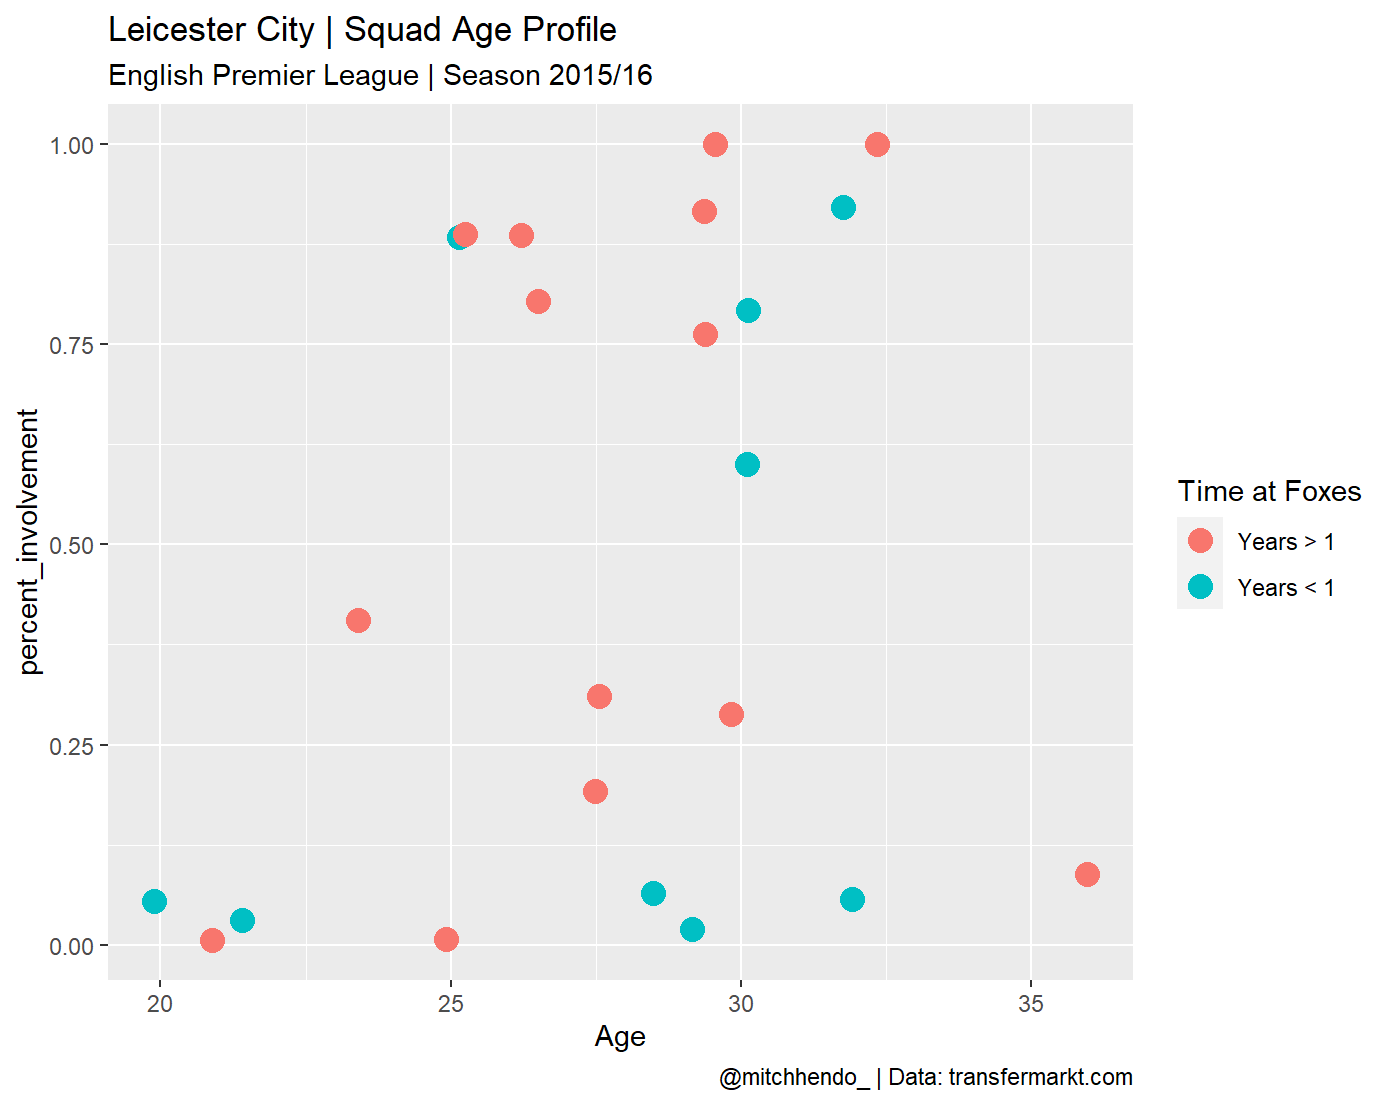 Leicester City | Squad Age Profile
English Premier League | Season 2015/16
1.00
0.75
0.50
0.25
0.00
percent_involvement
20 25 30 35
Age
Time at Foxes
Years > 1
Years < 1
@mitchhendo_ | Data: transfermarkt.com